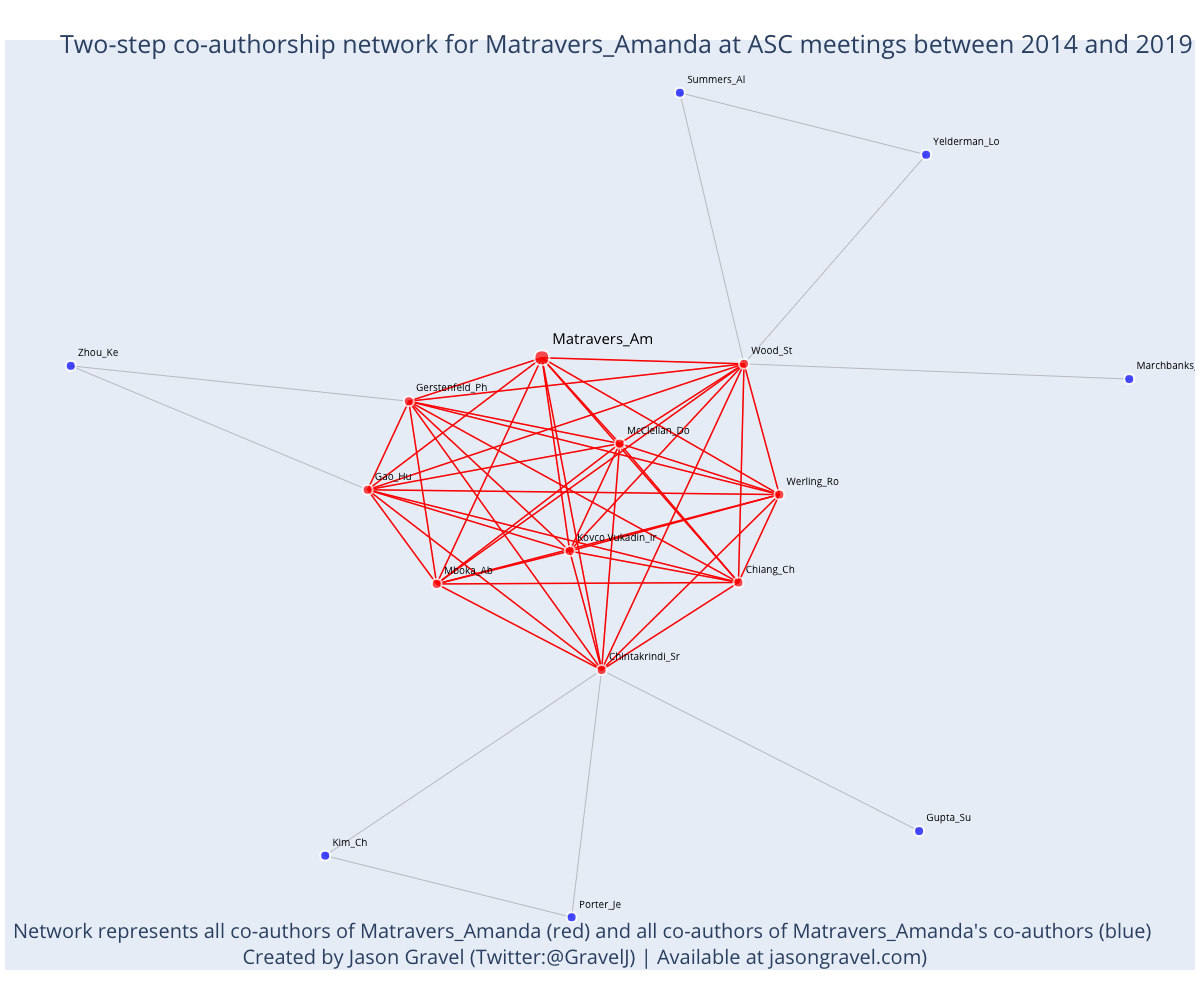 Two-step co-authorship network for Matravers_Amanda at ASC meetings between 2014 and 2019
Summers_Al
Yelderman_Lo
Matravers_Am
Wood_St
Zhou_Ke
Marchbanks_
Gerstenfeld_Ph
McClellan_Do
Gao_Hu
Werling_Ro
Kovco Vukadin_Ir
Mboka_Ab
Chiang_Ch
Chintakrindi_Sr
Gupta_Su
Kim_Ch
Porter_Je
Network represents all co-authors of Matravers_Amanda (red) and all co-authors of Matravers_Amanda's co-authors (blue)
Created by Jason Gravel (Twitter:@GravelJ) | Available at jasongravel.com)